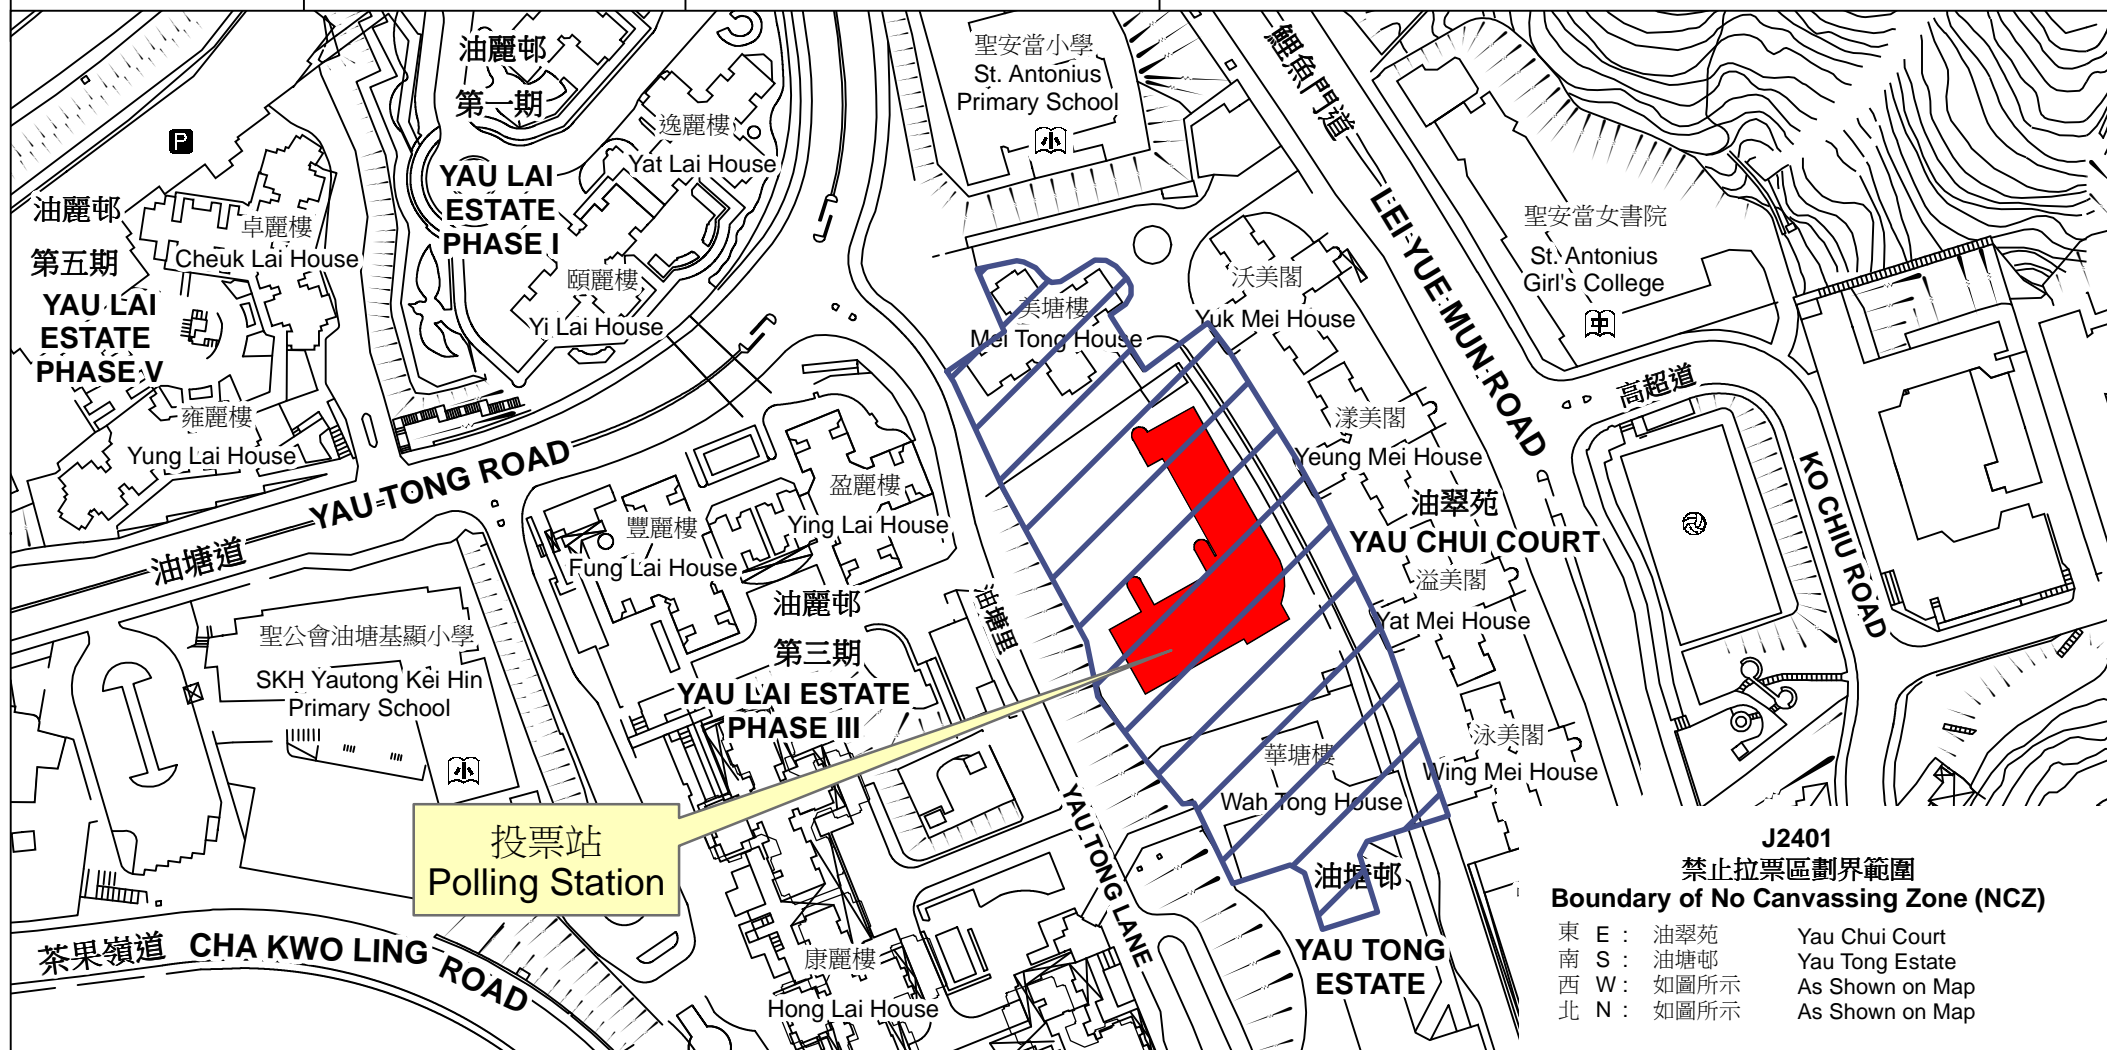 油麗邨
第一期
YAU LAI
ESTATE
PHASE I
逸麗樓
Yat Lai House
頤麗樓
Yi Lai House
P
油麗邨
第五期
YAU LAI
ESTATE
PHASE V
卓麗樓
Cheuk Lai House
雍麗樓
Yung Lai House
聖安當小學
St. Antonius
Primary School
小
鯉魚門道
LEI YUE MUN ROAD
聖安當女書院
St. Antonius
Girl's College
中
美塘樓
Mei Tong House
沃美閣
Yuk Mei House
漾美閣
Yeung Mei House
油翠苑
YAU CHUI COURT
溢美閣
Yat Mei House
泳美閣
Wing Mei House
高超道
KO CHIU ROAD
YAU TONG ROAD
油塘道
豐麗樓
Fung Lai House
盈麗樓
Ying Lai House
油麗邨
第三期
YAU LAI ESTATE
PHASE III
油塘里
YAU TONG LANE
聖公會油塘基顯小學
SKH Yautong Kei Hin
Primary School
小
投票站
Polling Station
華塘樓
Wah Tong House
油塘邨
YAU TONG
ESTATE
康麗樓
Hong Lai House
茶果嶺道 CHA KWO LING ROAD
J2401
禁止拉票區劃界範圍
Boundary of No Canvassing Zone (NCZ)
東 E : 油翠苑 Yau Chui Court
南 S : 油塘邨 Yau Tong Estate
西 W : 如圖所示 As Shown on Map
北 N : 如圖所示 As Shown on Map